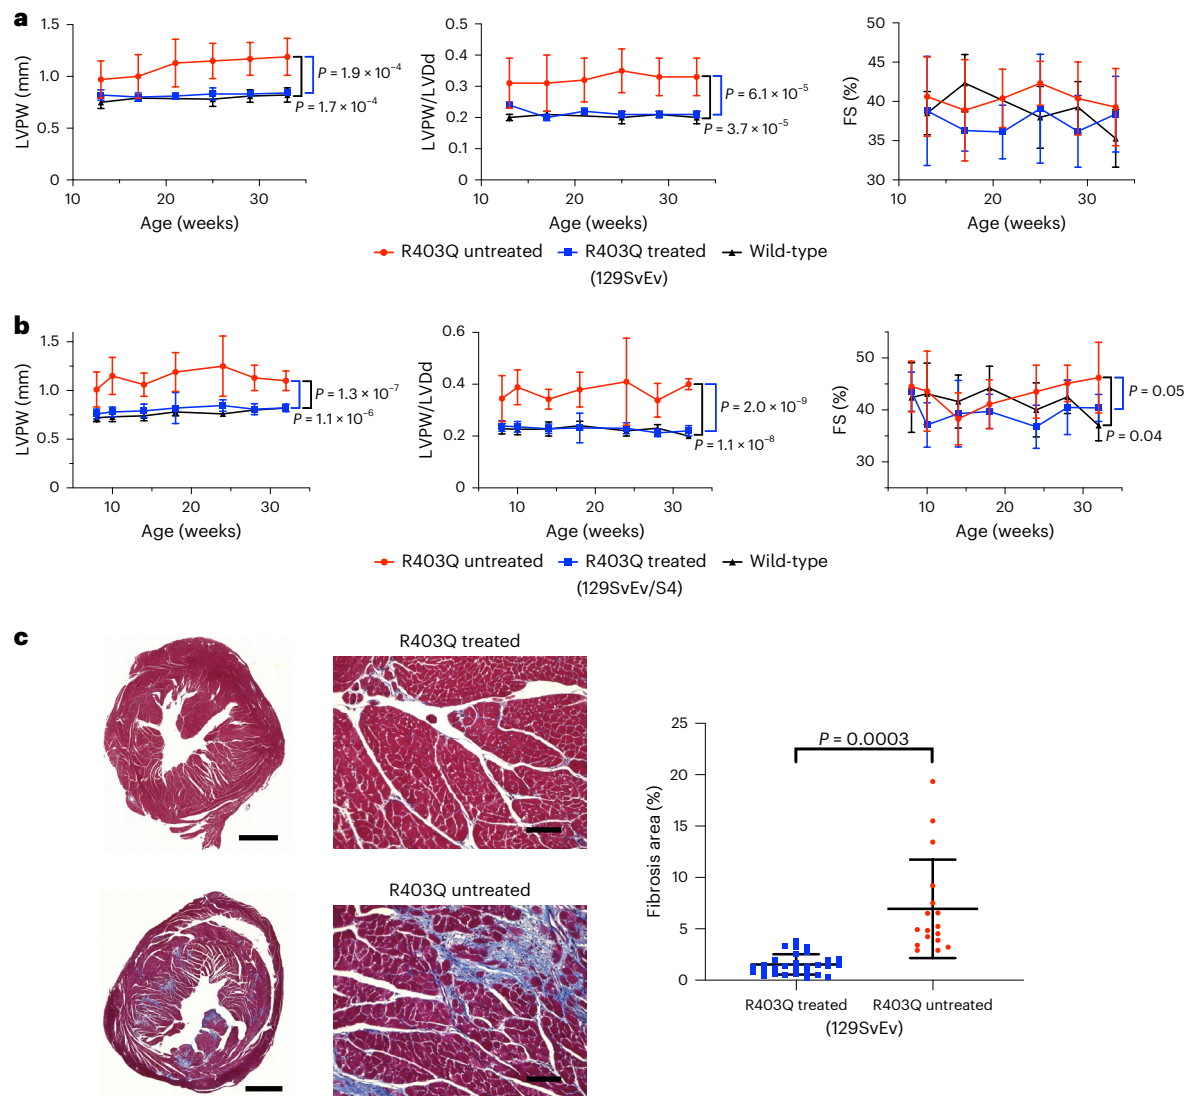 a
LVPW (mm)
1.5
1.0
0.5
0
10 20 30
Age (weeks)
P = 1.9 × 10⁻⁴
P = 1.7 × 10⁻⁴
LVPW/LVDd
0.5
0.4
0.3
0.2
0.1
0
10 20 30
Age (weeks)
P = 6.1 × 10⁻⁵
P = 3.7 × 10⁻⁵
FS (%)
50
45
40
35
30
10 20 30
Age (weeks)
R403Q untreated R403Q treated Wild-type
(129SvEv)
b
LVPW (mm)
1.5
1.0
0.5
0
10 20 30
Age (weeks)
P = 1.3 × 10⁻⁷
P = 1.1 × 10⁻⁶
LVPW/LVDd
0.6
0.4
0.2
0
10 20 30
Age (weeks)
P = 2.0 × 10⁻⁹
P = 1.1 × 10⁻⁸
FS (%)
50
40
30
10 20 30
Age (weeks)
P = 0.05
P = 0.04
R403Q untreated R403Q treated Wild-type
(129SvEv/S4)
c
R403Q treated
R403Q untreated
Fibrosis area (%)
25
20
15
10
5
0
P = 0.0003
R403Q treated R403Q untreated
(129SvEv)